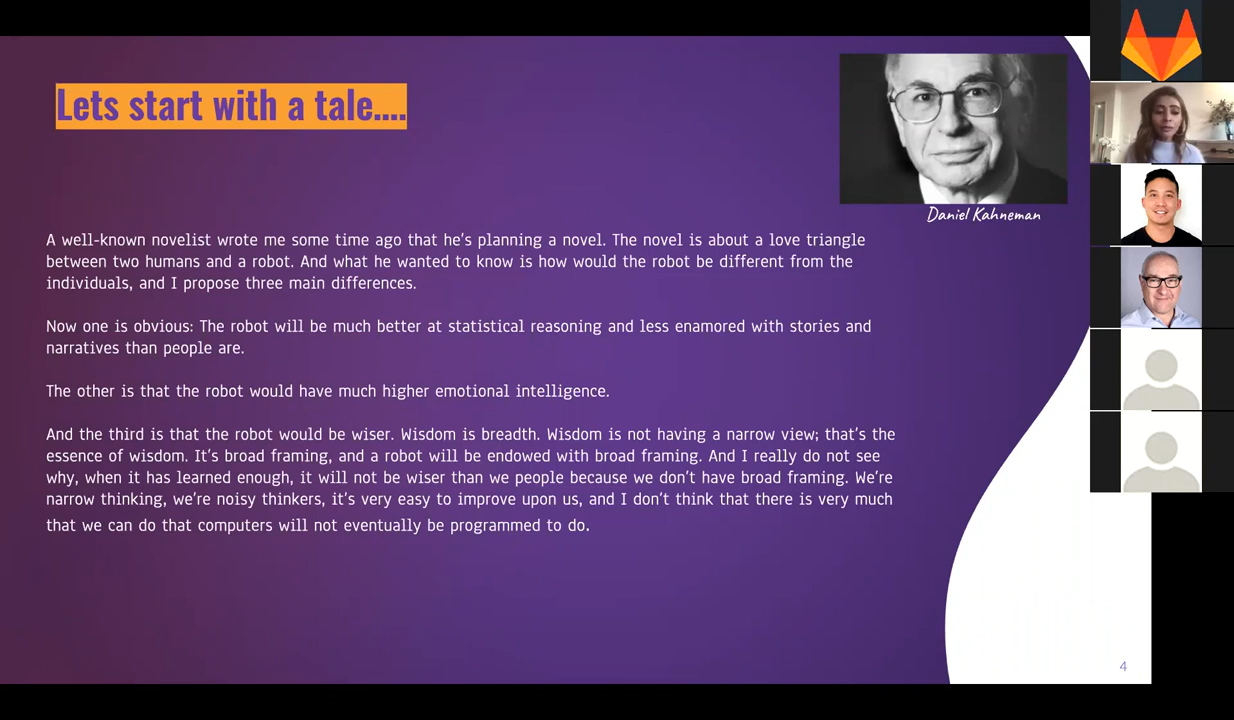 Lets start with a tale....
Daniel Kahneman
A well-known novelist wrote me some time ago that he's planning a novel. The novel is about a love triangle
between two humans and a robot. And what he wanted to know is how would the robot be different from the
individuals, and I propose three main differences.
Now one is obvious: The robot will be much better at statistical reasoning and less enamored with stories and
narratives than people are.
The other is that the robot would have much higher emotional intelligence.
And the third is that the robot would be wiser. Wisdom is breadth. Wisdom is not having a narrow view; that's the
essence of wisdom. It's broad framing, and a robot will be endowed with broad framing. And I really do not see
why, when it has learned enough, it will not be wiser than we people because we don't have broad framing. We're
narrow thinking, we're noisy thinkers, it's very easy to improve upon us, and I don't think that there is very much
that we can do that computers will not eventually be programmed to do.
4